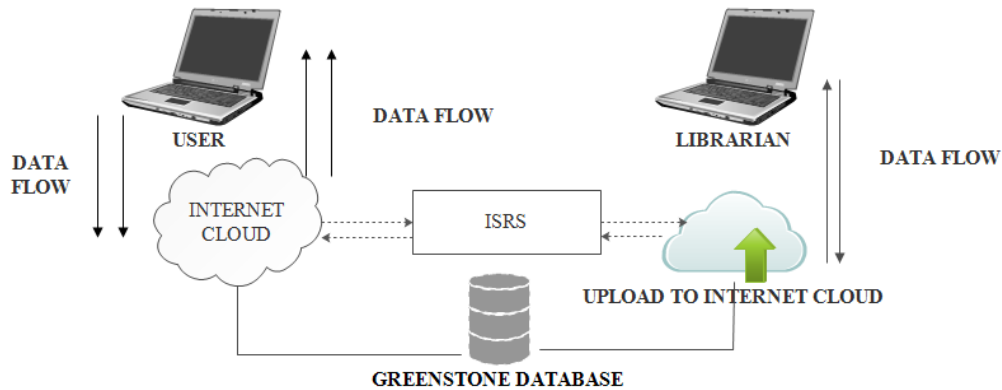 USER
LIBRARIAN
DATA FLOW
DATA
FLOW
DATA FLOW
INTERNET
CLOUD
ISRS
UPLOAD TO INTERNET CLOUD
GREENSTONE DATABASE